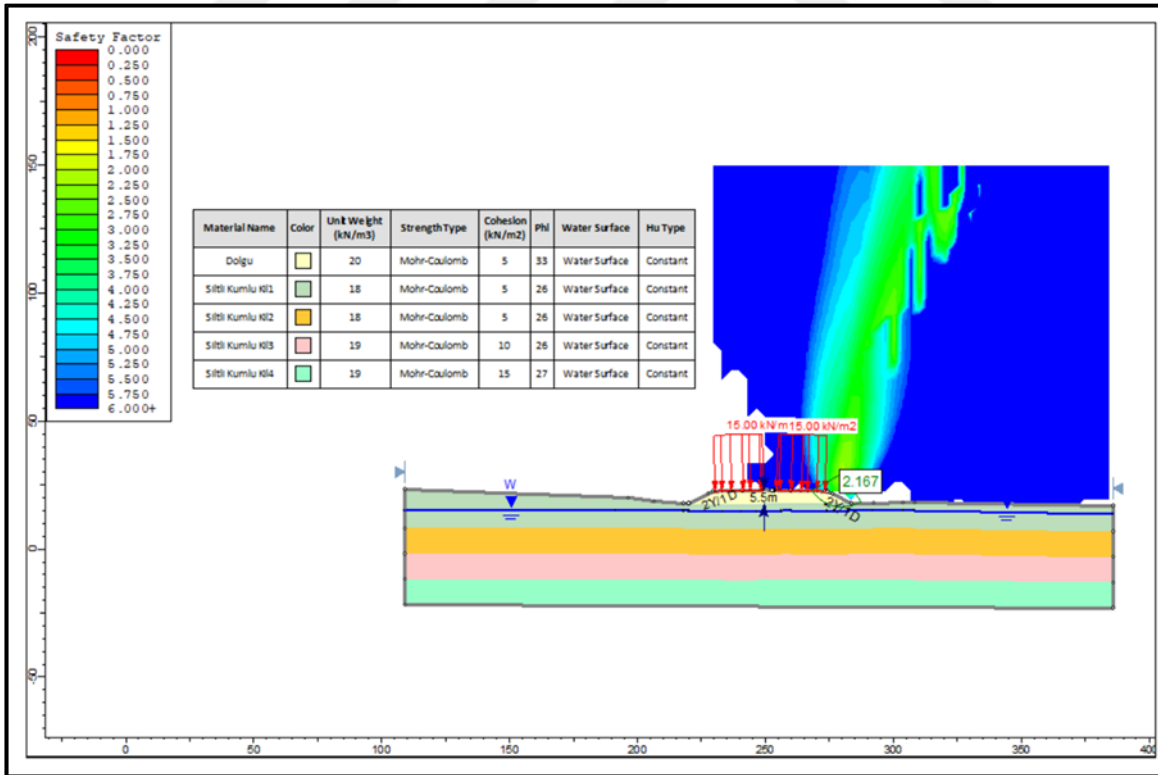 Safety Factor
0.000
0.250
0.500
0.750
1.000
1.250
1.500
1.750
2.000
2.250
2.500
2.750
3.000
3.250
3.500
3.750
4.000
4.250
4.500
4.750
5.000
5.250
5.500
5.750
6.000+
Material Name Color Unit Weight (kN/m3) Strength Type Cohesion (kN/m2) Phi Water Surface Hu Type
Dolgu 20 Mohr-Coulomb 5 33 Water Surface Constant
Siltli Kumlu Kil1 18 Mohr-Coulomb 5 26 Water Surface Constant
Siltli Kumlu Kil2 18 Mohr-Coulomb 5 26 Water Surface Constant
Siltli Kumlu Kil3 19 Mohr-Coulomb 10 26 Water Surface Constant
Siltli Kumlu Kil4 19 Mohr-Coulomb 15 27 Water Surface Constant
15.00 kN/m 15.00 kN/m2
2.167
W
2Y/1D
5.5m
2Y/1D
200
150
100
50
0
-50
0 50 100 150 200 250 300 350 400